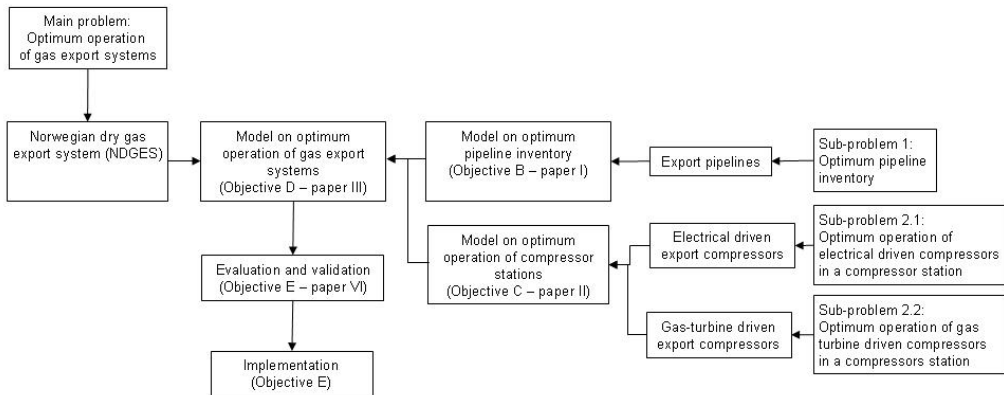 Main problem:
Optimum operation
of gas export systems
Norwegian dry gas
export system (NDGES)
Model on optimum
operation of gas export
systems
(Objective D – paper III)
Evaluation and validation
(Objective E – paper VI)
Implementation
(Objective E)
Model on optimum
pipeline inventory
(Objective B – paper I)
Model on optimum
operation of compressor
stations
(Objective C – paper II)
Export pipelines
Electrical driven
export compressors
Gas-turbine driven
export compressors
Sub-problem 1:
Optimum pipeline
inventory
Sub-problem 2.1:
Optimum operation of
electrical driven compressors
in a compressor station
Sub-problem 2.2:
Optimum operation of gas
turbine driven compressors
in a compressors station